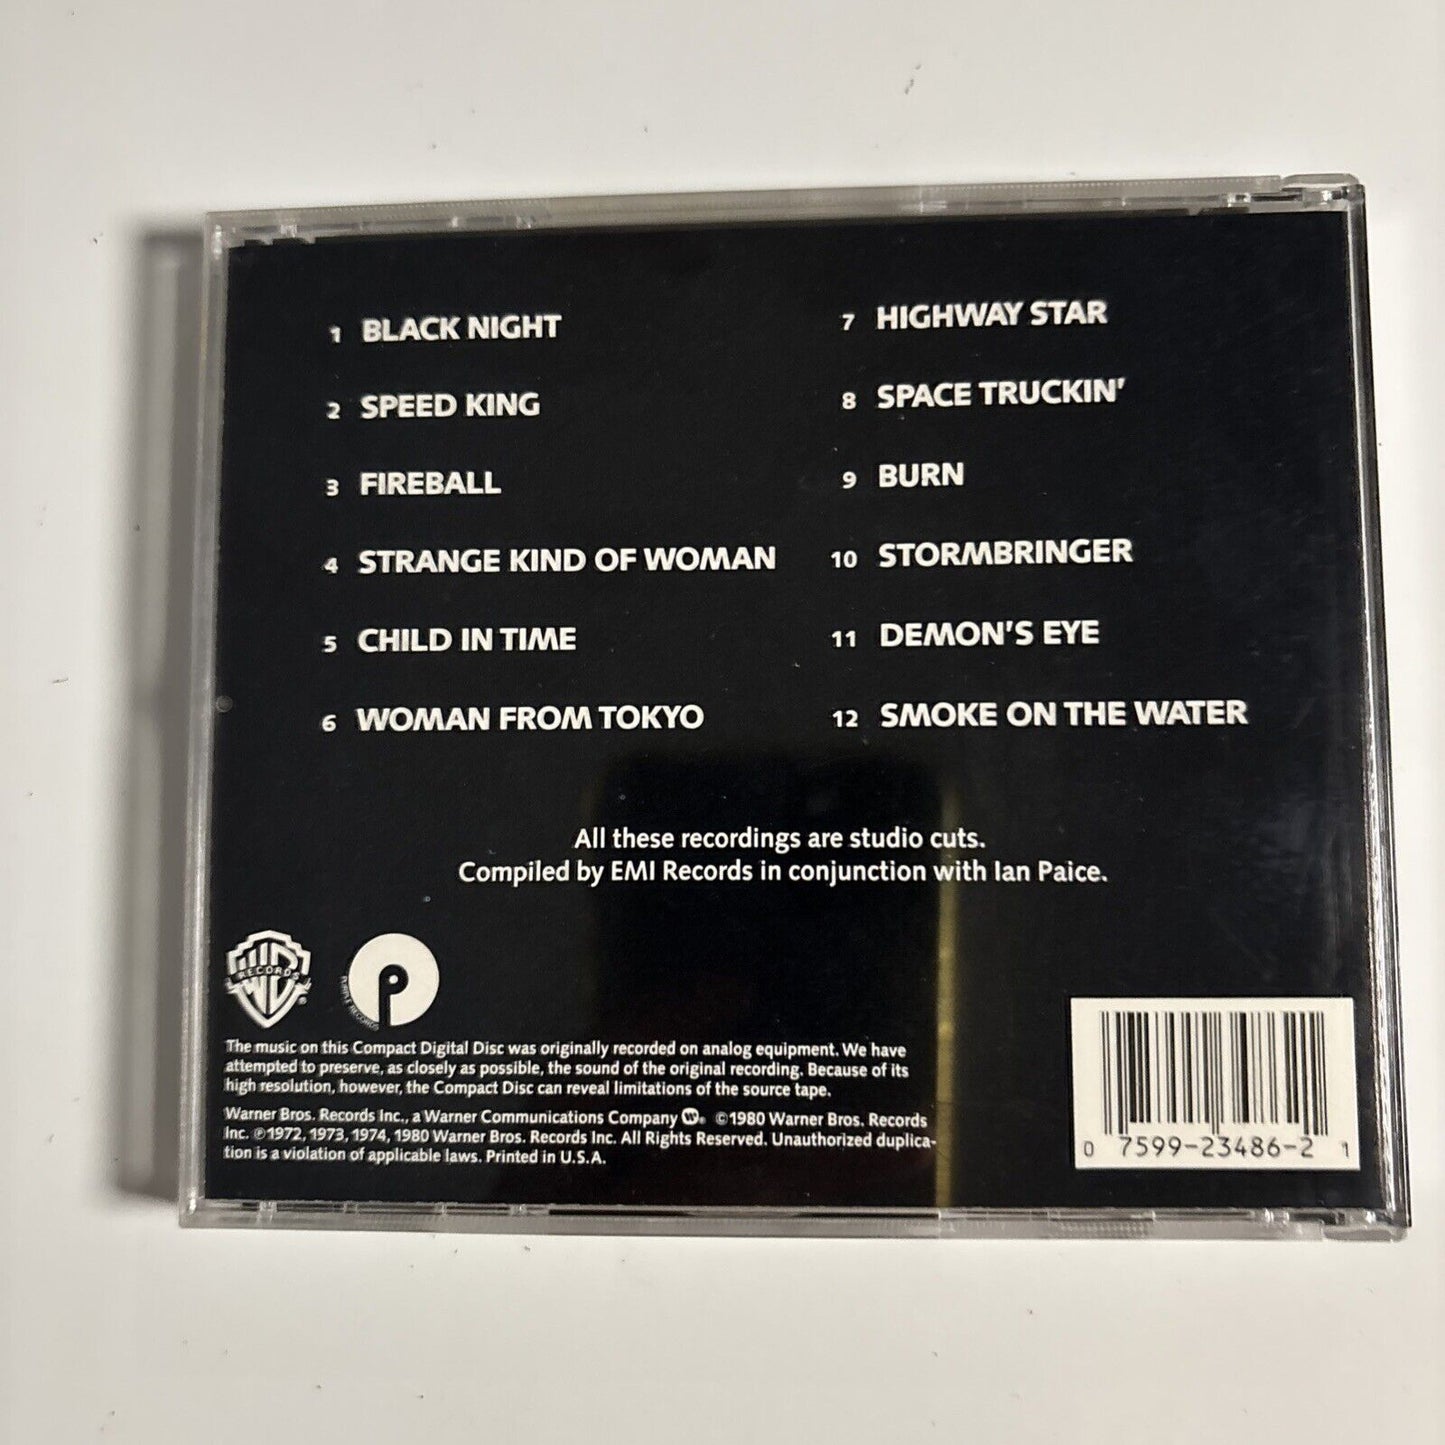 1 BLACK NIGHT
2 SPEED KING
3 FIREBALL
4 STRANGE KIND OF WOMAN
5 CHILD IN TIME
6 WOMAN FROM TOKYO
7 HIGHWAY STAR
8 SPACE TRUCKIN'
9 BURN
10 STORMBRINGER
11 DEMON'S EYE
12 SMOKE ON THE WATER
All these recordings are studio cuts.
Compiled by EMI Records in conjunction with Ian Paice.
RECORDS ®
PURPLE RECORDS
The music on this Compact Digital Disc was originally recorded on analog equipment. We have
attempted to preserve, as closely as possible, the sound of the original recording. Because of its
high resolution, however, the Compact Disc can reveal limitations of the source tape.
Warner Bros. Records Inc., a Warner Communications Company ®. ©1980 Warner Bros. Records
Inc. ℗1972, 1973, 1974, 1980 Warner Bros. Records Inc. All Rights Reserved. Unauthorized duplica-
tion is a violation of applicable laws. Printed in U.S.A.
0 7599-23486-2 1